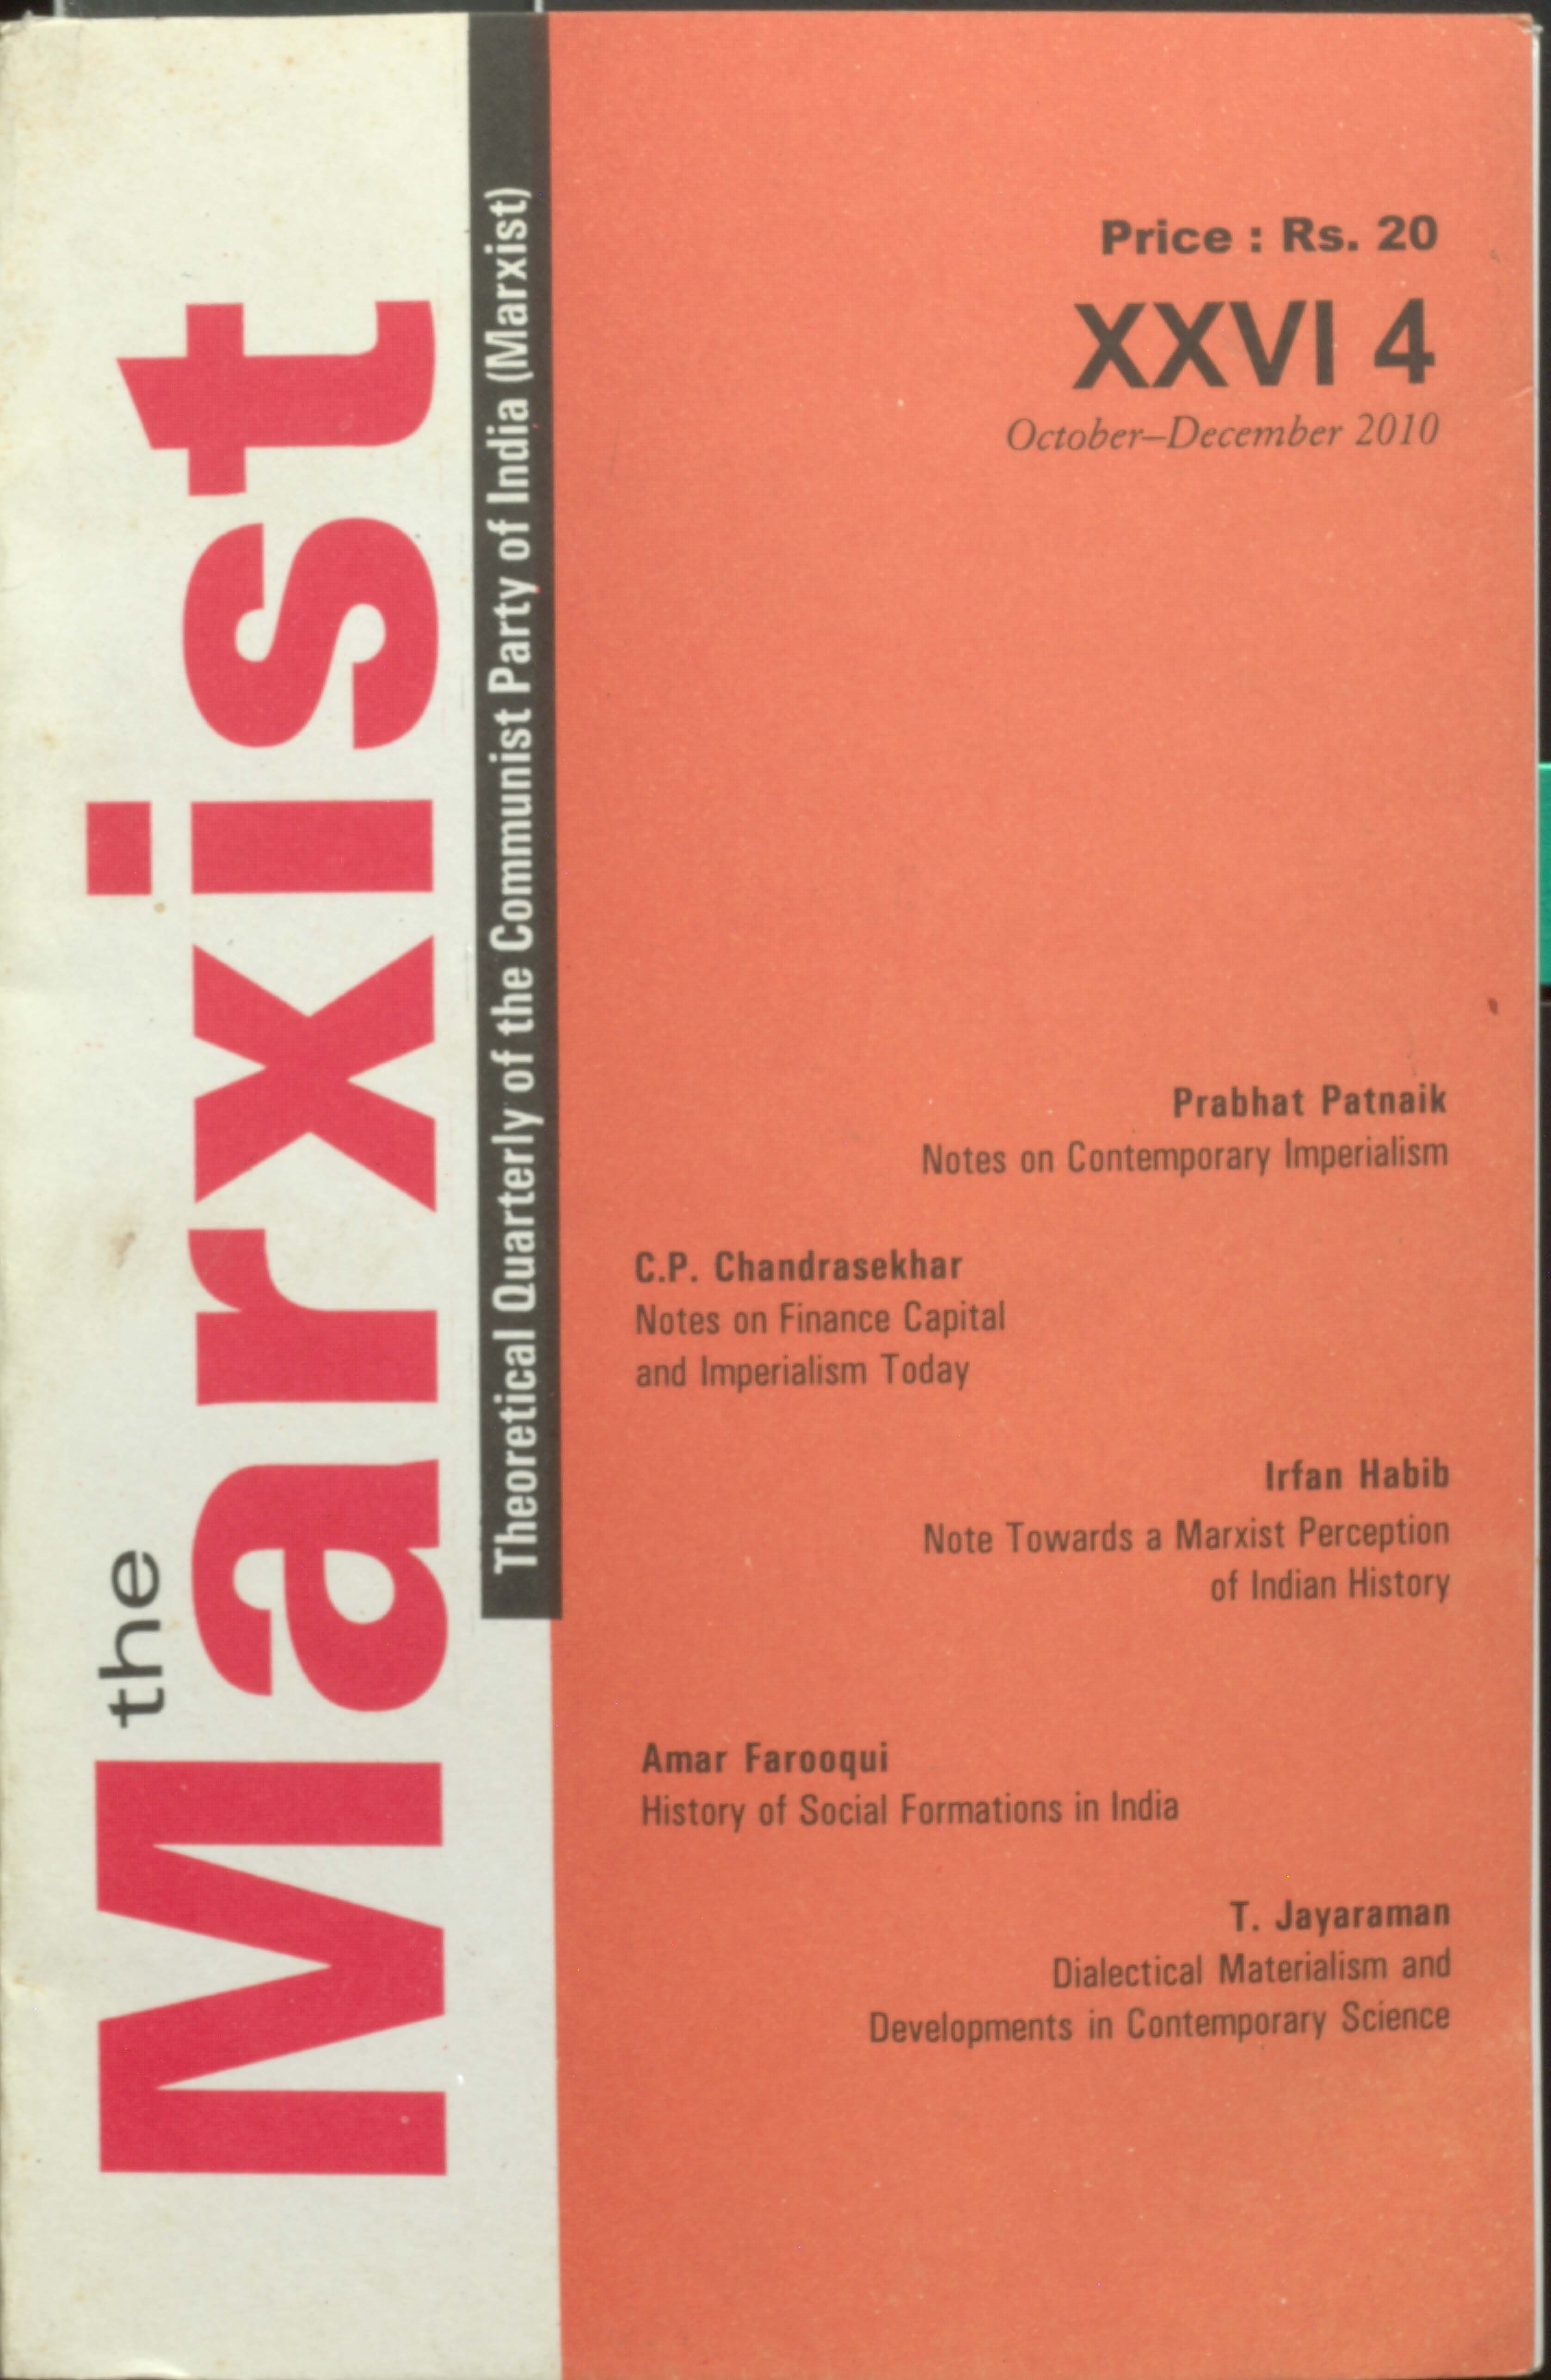 the
Marxist
Theoretical Quarterly of the Communist Party of India (Marxist)
Price : Rs. 20
XXVI 4
October–December 2010
Prabhat Patnaik
Notes on Contemporary Imperialism
C.P. Chandrasekhar
Notes on Finance Capital
and Imperialism Today
Irfan Habib
Note Towards a Marxist Perception
of Indian History
Amar Farooqui
History of Social Formations in India
T. Jayaraman
Dialectical Materialism and
Developments in Contemporary Science